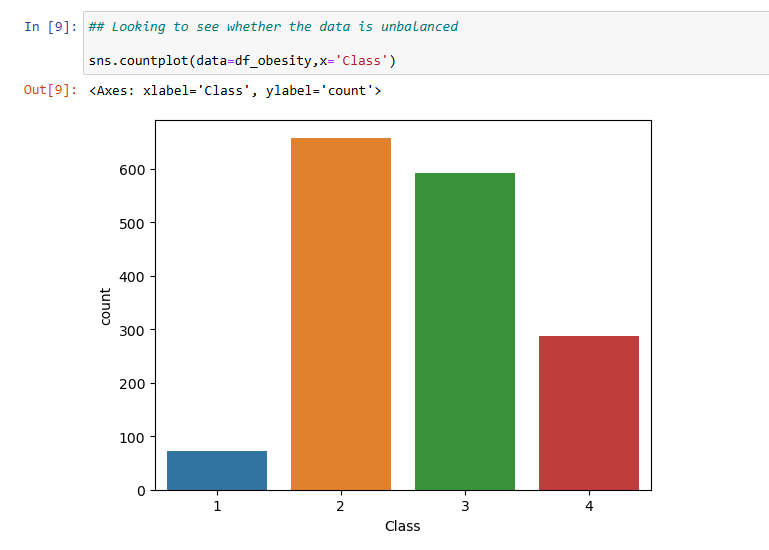 In [9]: ## Looking to see whether the data is unbalanced
sns.countplot(data=df_obesity,x='Class')
Out[9]: <Axes: xlabel='Class', ylabel='count'>
600
500
400
300
200
100
0
count
1 2 3 4
Class